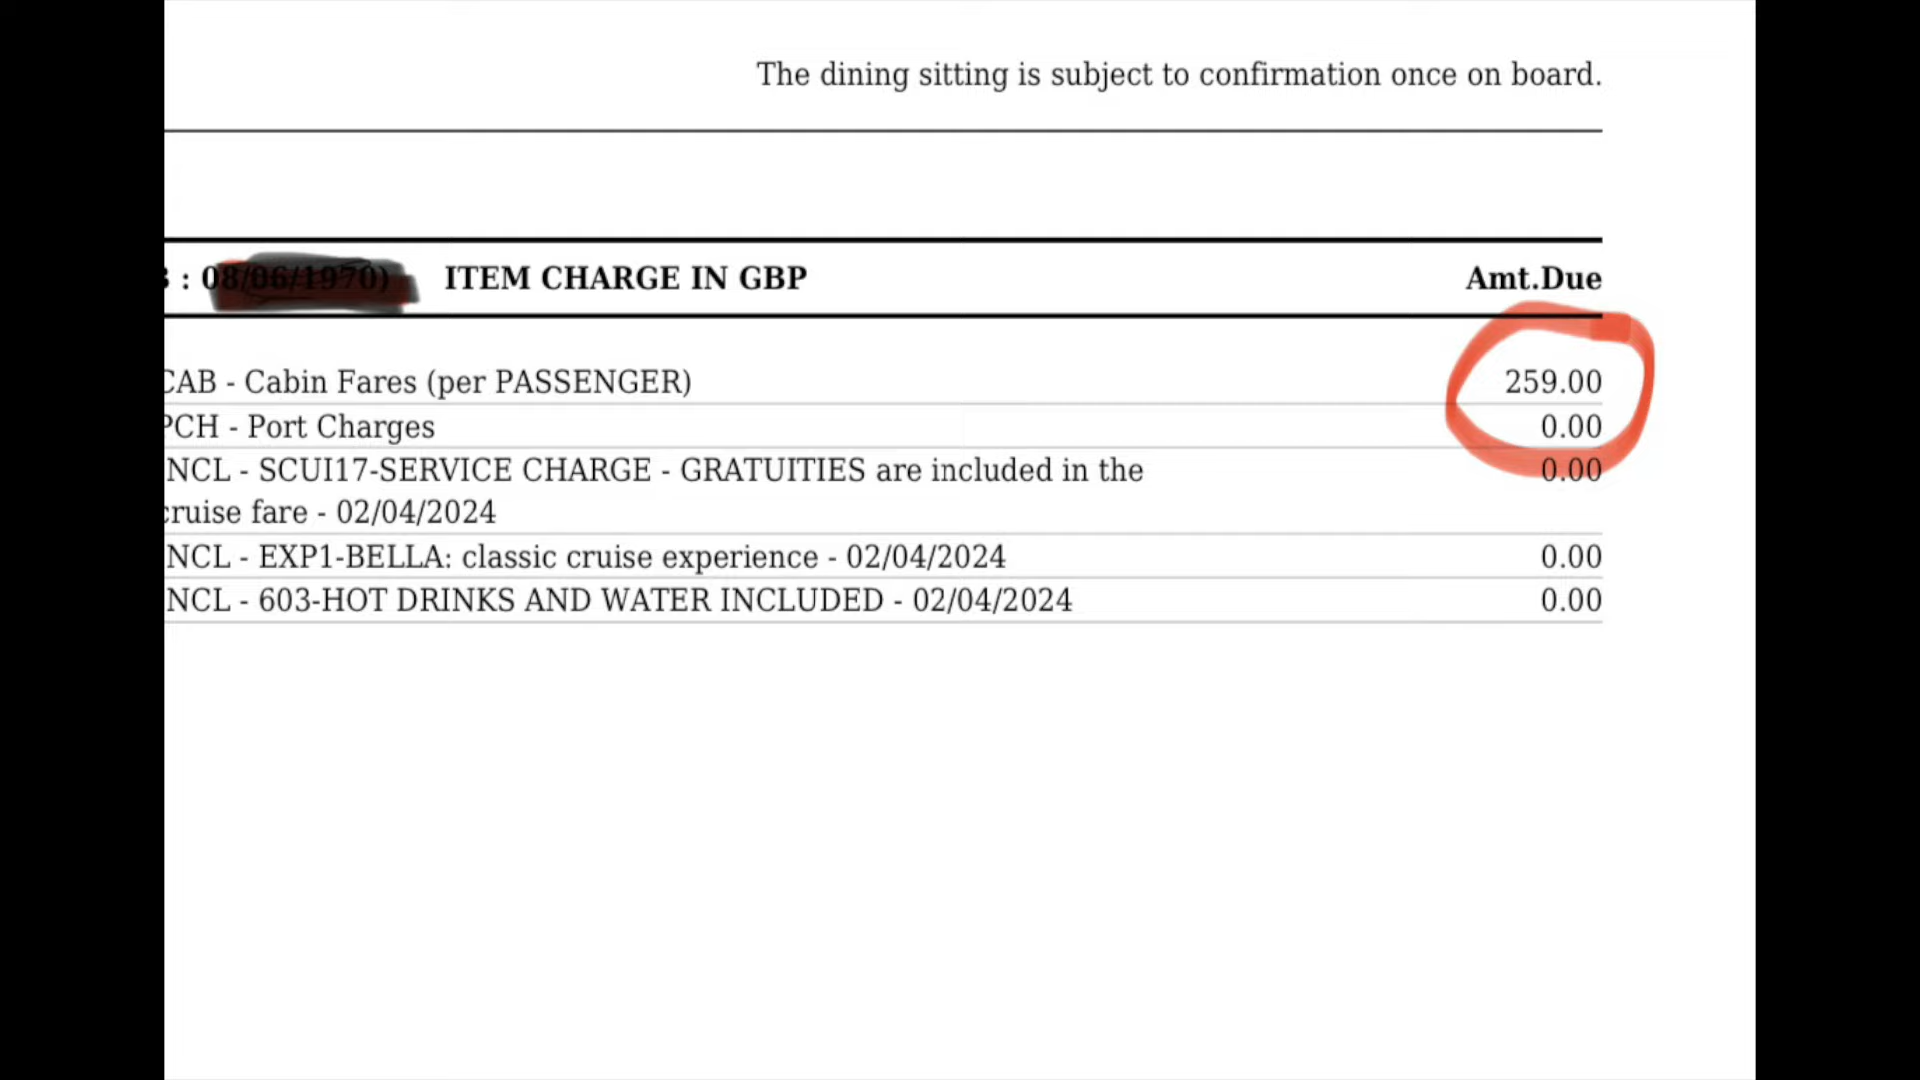 The dining sitting is subject to confirmation once on board.
ITEM CHARGE IN GBP Amt.Due
CAB - Cabin Fares (per PASSENGER) 259.00
PCH - Port Charges 0.00
NCL - SCUI17-SERVICE CHARGE - GRATUITIES are included in the 0.00
cruise fare - 02/04/2024
NCL - EXP1-BELLA: classic cruise experience - 02/04/2024 0.00
NCL - 603-HOT DRINKS AND WATER INCLUDED - 02/04/2024 0.00